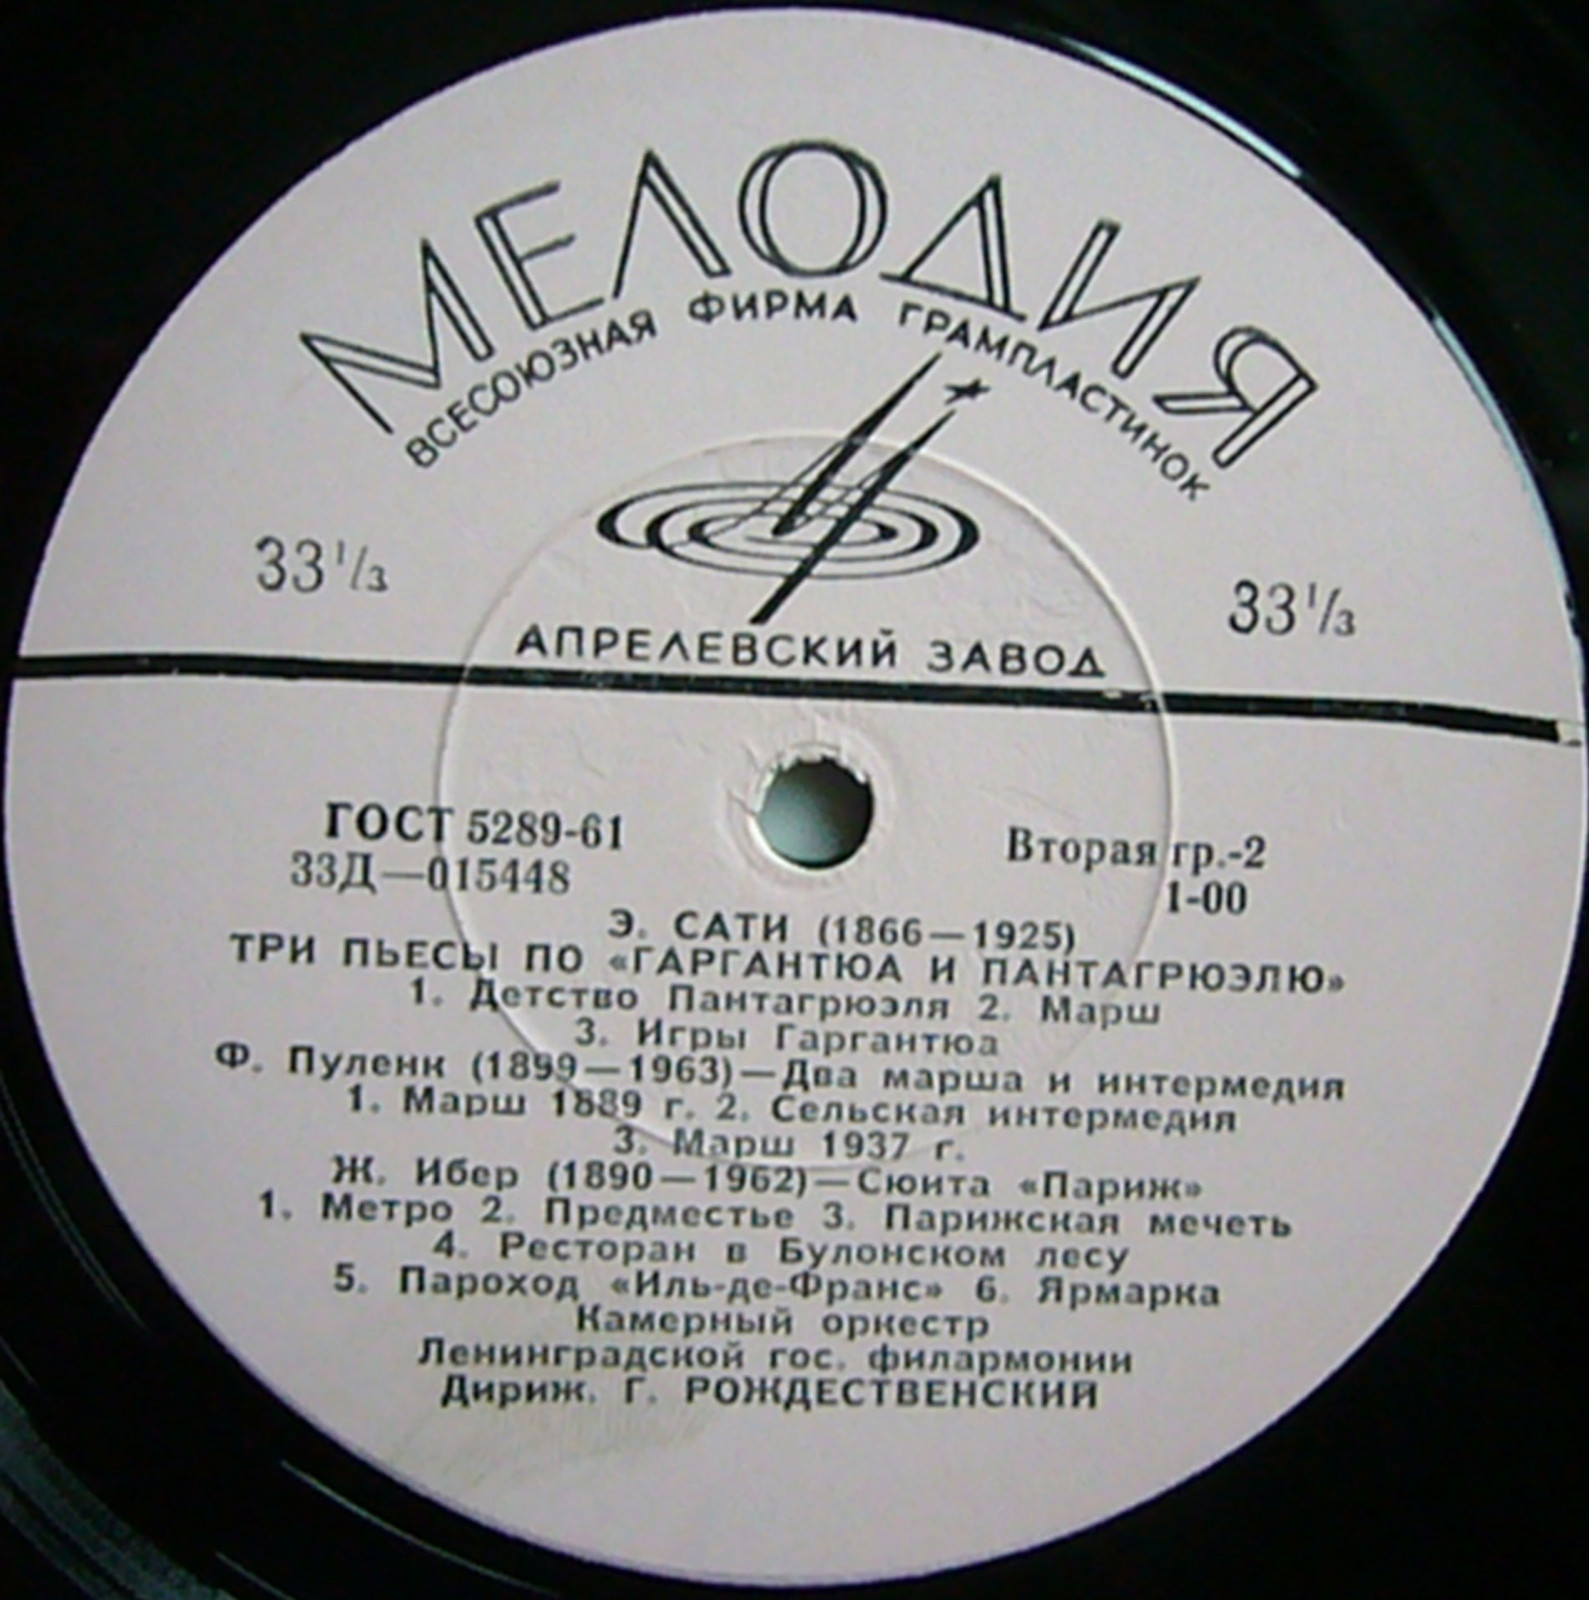 МЕЛОДИЯ
ВСЕСОЮЗНАЯ ФИРМА ГРАМПЛАСТИНОК
33 1/3
33 1/3
АПРЕЛЕВСКИЙ ЗАВОД
ГОСТ 5289-61
33Д—015448
Вторая гр.-2
1-00
Э. САТИ (1866—1925)
ТРИ ПЬЕСЫ ПО «ГАРГАНТЮА И ПАНТАГРЮЭЛЮ»
1. Детство Пантагрюэля 2. Марш
3. Игры Гаргантюа
Ф. Пуленк (1899—1963)—Два марша и интермедия
1. Марш 1889 г. 2. Сельская интермедия
3. Марш 1937 г.
Ж. Ибер (1890—1962)—Сюита «Париж»
1. Метро 2. Предместье 3. Парижская мечеть
4. Ресторан в Булонском лесу
5. Пароход «Иль-де-Франс» 6. Ярмарка
Камерный оркестр
Ленинградской гос. филармонии
Дириж. Г. РОЖДЕСТВЕНСКИЙ